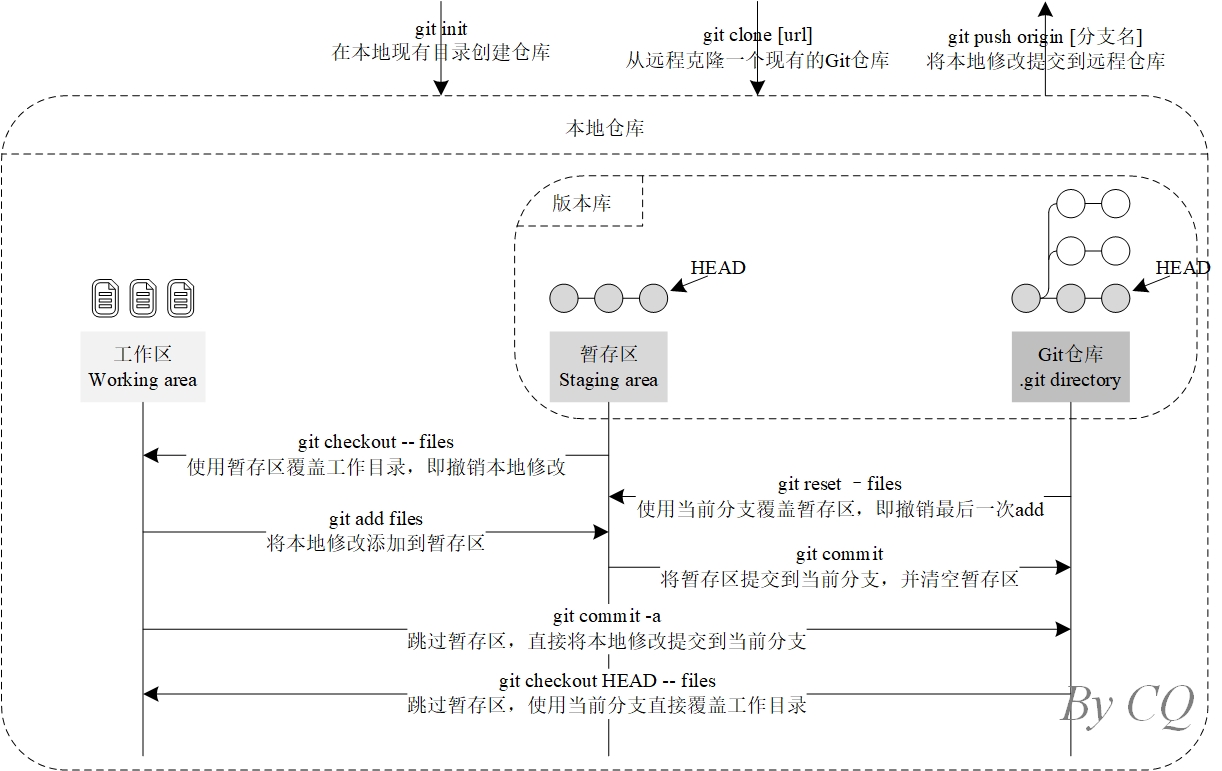 git init
在本地现有目录创建仓库
git clone [url]
从远程克隆一个现有的Git仓库
git push origin [分支名]
将本地修改提交到远程仓库
本地仓库
版本库
HEAD
HEAD
工作区
Working area
暂存区
Staging area
Git仓库
.git directory
git checkout -- files
使用暂存区覆盖工作目录，即撤销本地修改
git reset – files
使用当前分支覆盖暂存区，即撤销最后一次add
git add files
将本地修改添加到暂存区
git commit
将暂存区提交到当前分支，并清空暂存区
git commit -a
跳过暂存区，直接将本地修改提交到当前分支
git checkout HEAD -- files
跳过暂存区，使用当前分支直接覆盖工作目录
By CQ